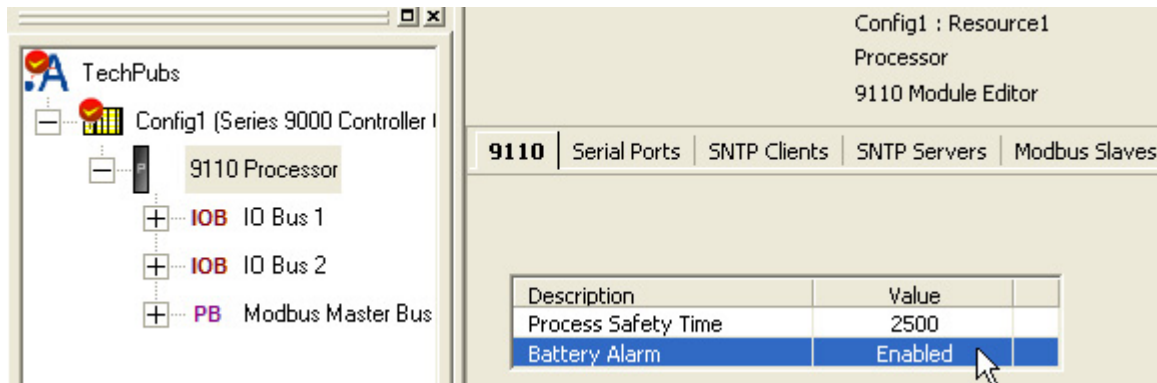 TechPubs
Config1 (Series 9000 Controller
9110 Processor
IOB IO Bus 1
IOB IO Bus 2
PB Modbus Master Bus
Config1 : Resource1
Processor
9110 Module Editor
9110 Serial Ports SNTP Clients SNTP Servers Modbus Slaves
Description Value
Process Safety Time 2500
Battery Alarm Enabled